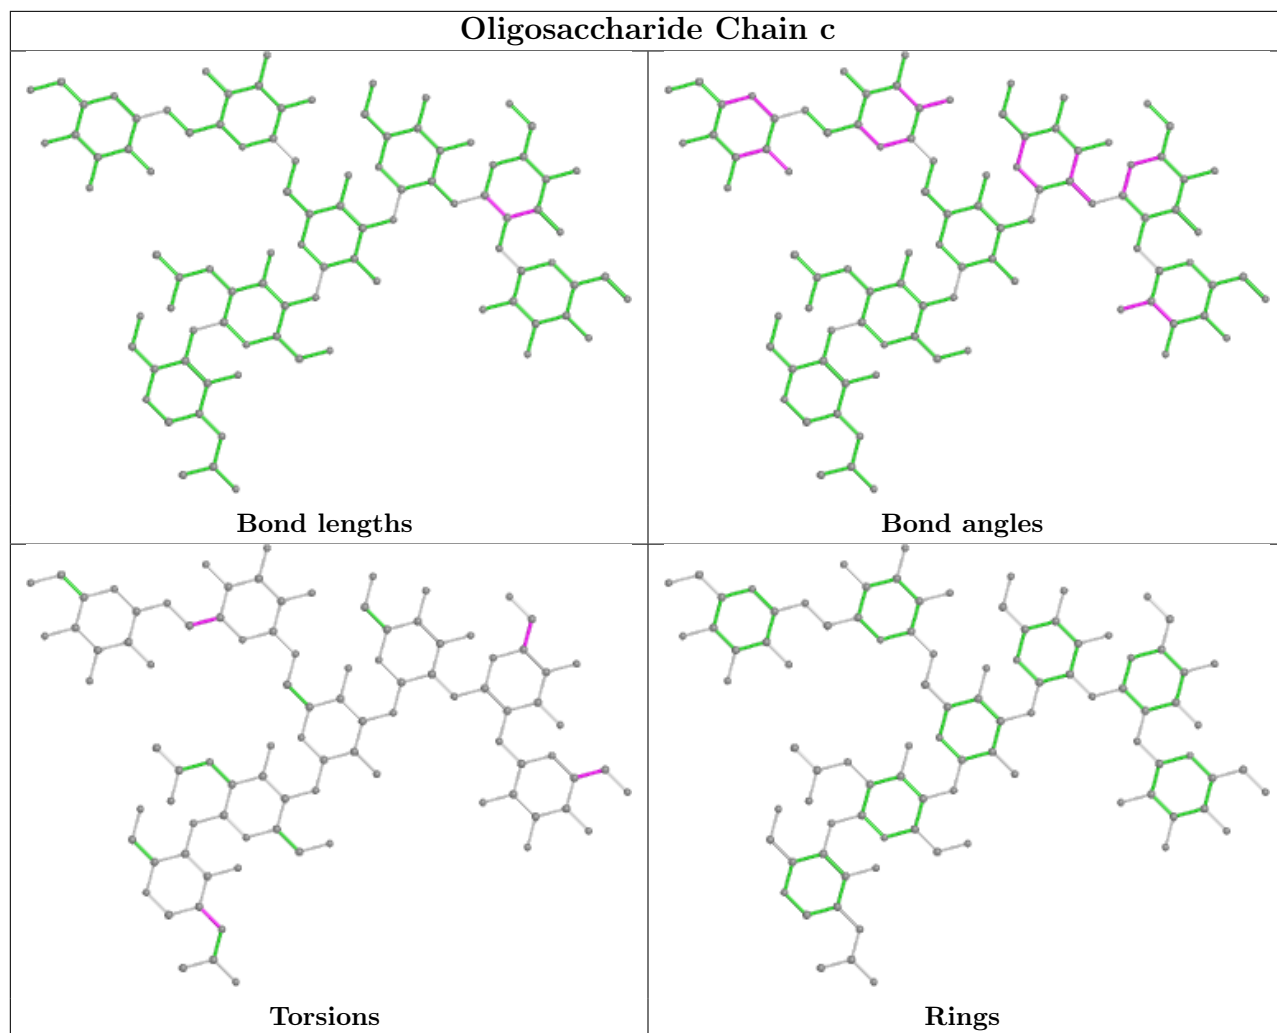 Oligosaccharide Chain c
Bond lengths
Bond angles
Torsions
Rings